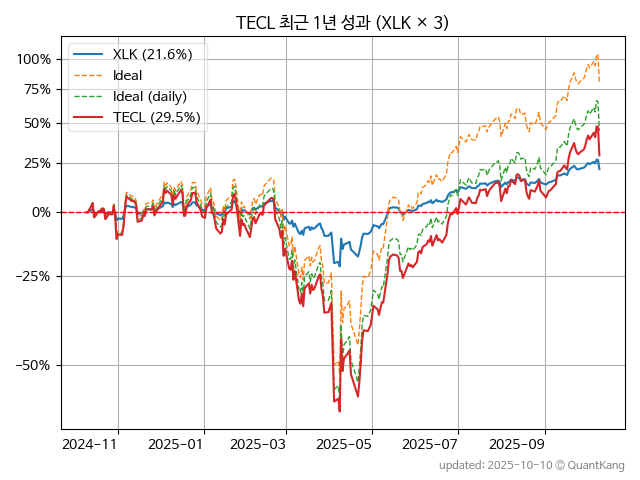 TECL 최근 1년 성과 (XLK × 3)
XLK (21.6%)
Ideal
Ideal (daily)
TECL (29.5%)
100%
75%
50%
25%
0%
−25%
−50%
2024-11 2025-01 2025-03 2025-05 2025-07 2025-09
updated: 2025-10-10 © QuantKang